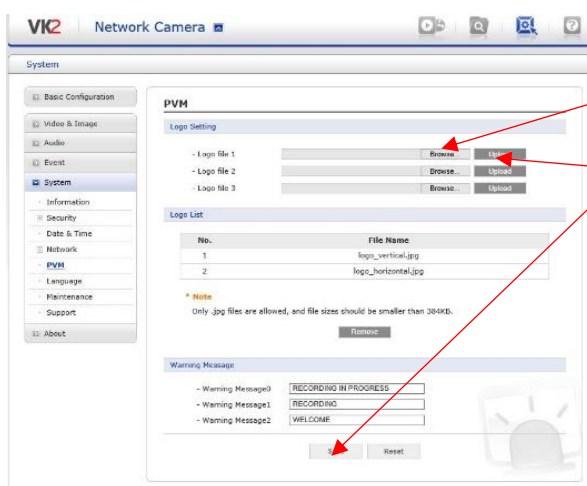 VK2 Network Camera
System
Basic Configuration
Video & Image
Audio
Event
System
Information
Security
Date & Time
Network
PVM
Language
Maintenance
Support
About
PVM
Logo Setting
- Logo file 1 Browse...
- Logo file 2 Browse... Upload
- Logo file 3 Browse... Upload
Logo List
No. File Name
1 logo_vertical.jpg
2 logo_horizontal.jpg
* Note
Only .jpg files are allowed, and file sizes should be smaller than 384KB.
Remove
Warning Message
- Warning Message0 RECORDING IN PROGRESS
- Warning Message1 RECORDING
- Warning Message2 WELCOME
Reset